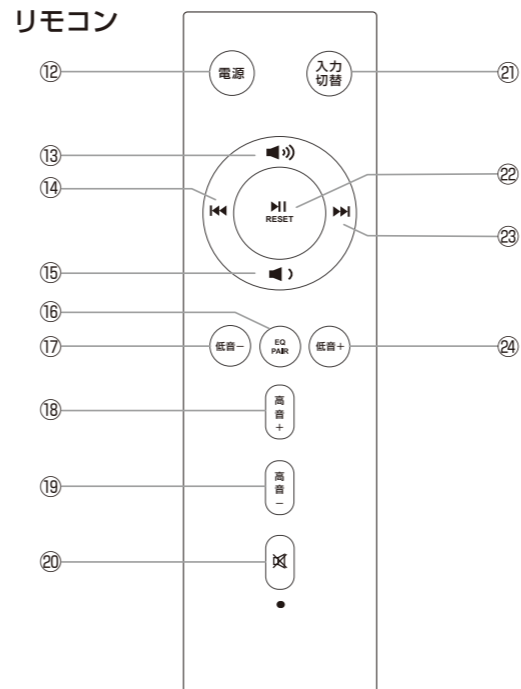 リモコン
⑫
電源
入力
切替
㉑
⑬
⑭
RESET
㉒
㉓
⑮
⑯
⑰
低音−
EQ
PAIR
低音+
㉔
⑱
高
音
+
⑲
高
音
−
⑳